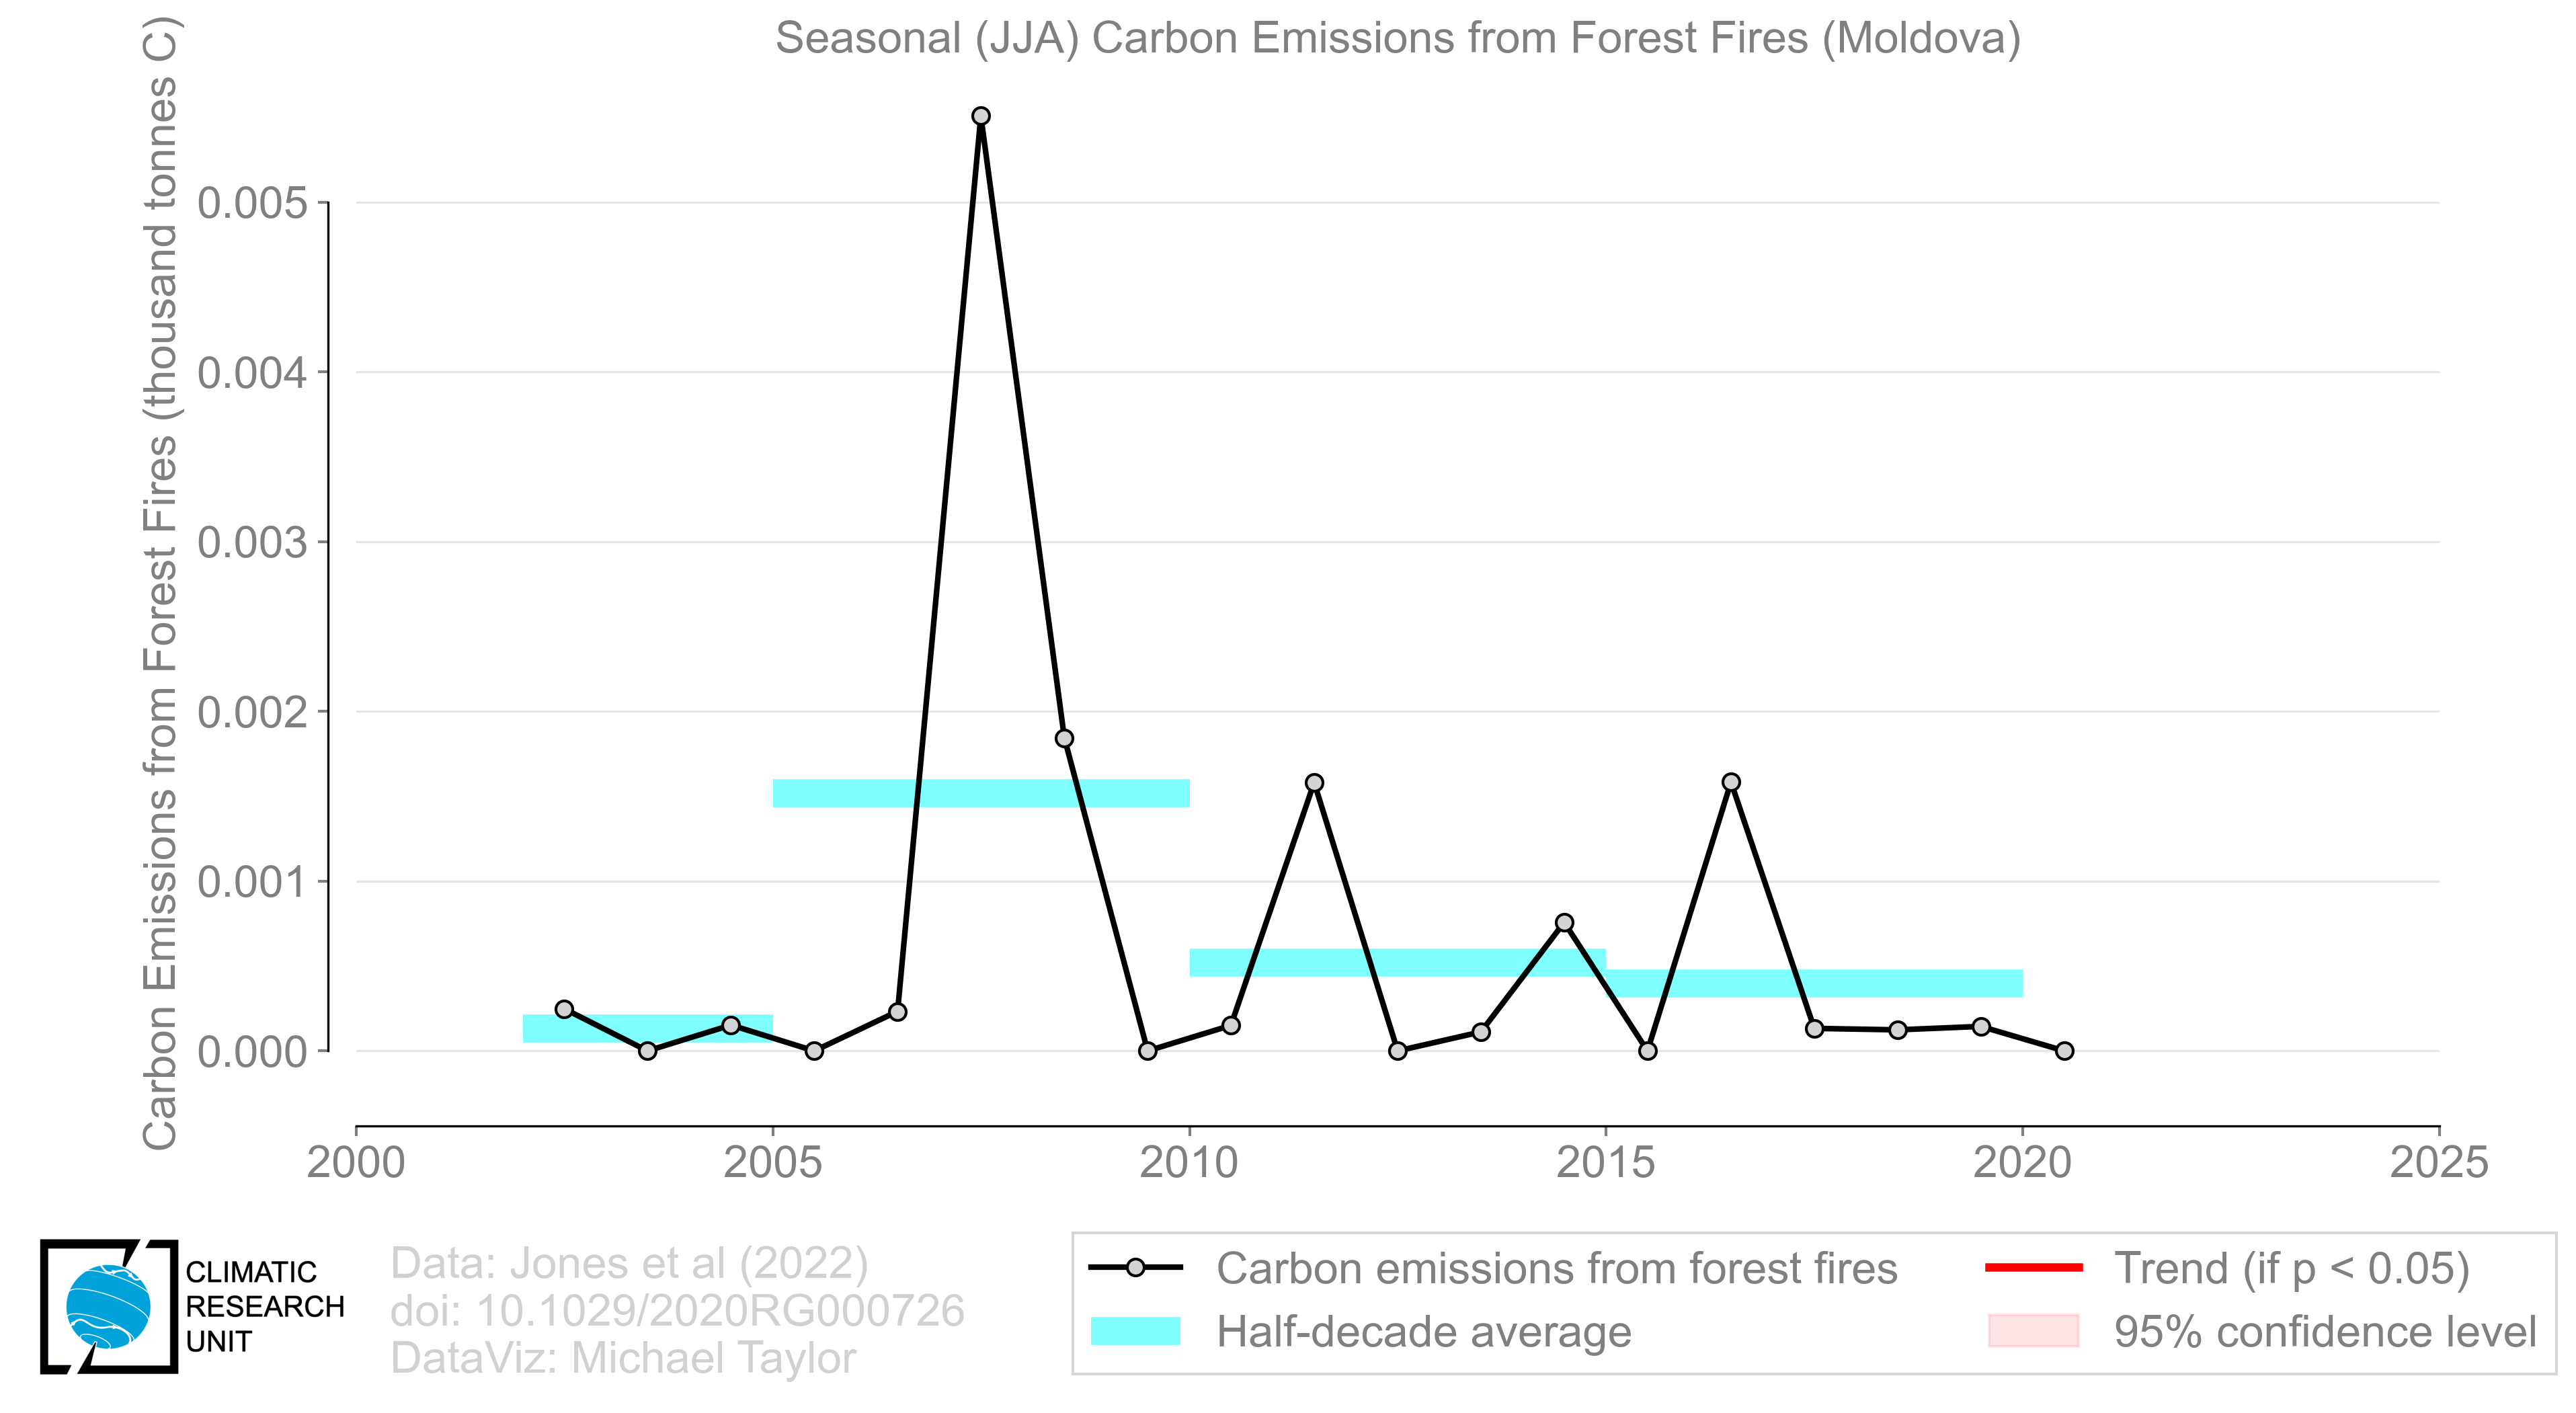 Seasonal (JJA) Carbon Emissions from Forest Fires (Moldova)
Carbon Emissions from Forest Fires (thousand tonnes C)
0.005
0.004
0.003
0.002
0.001
0.000
2000
2005
2010
2015
2020
2025
CLIMATIC
RESEARCH
UNIT
Data: Jones et al (2022)
doi: 10.1029/2020RG000726
DataViz: Michael Taylor
Carbon emissions from forest fires
Half-decade average
Trend (if p < 0.05)
95% confidence level